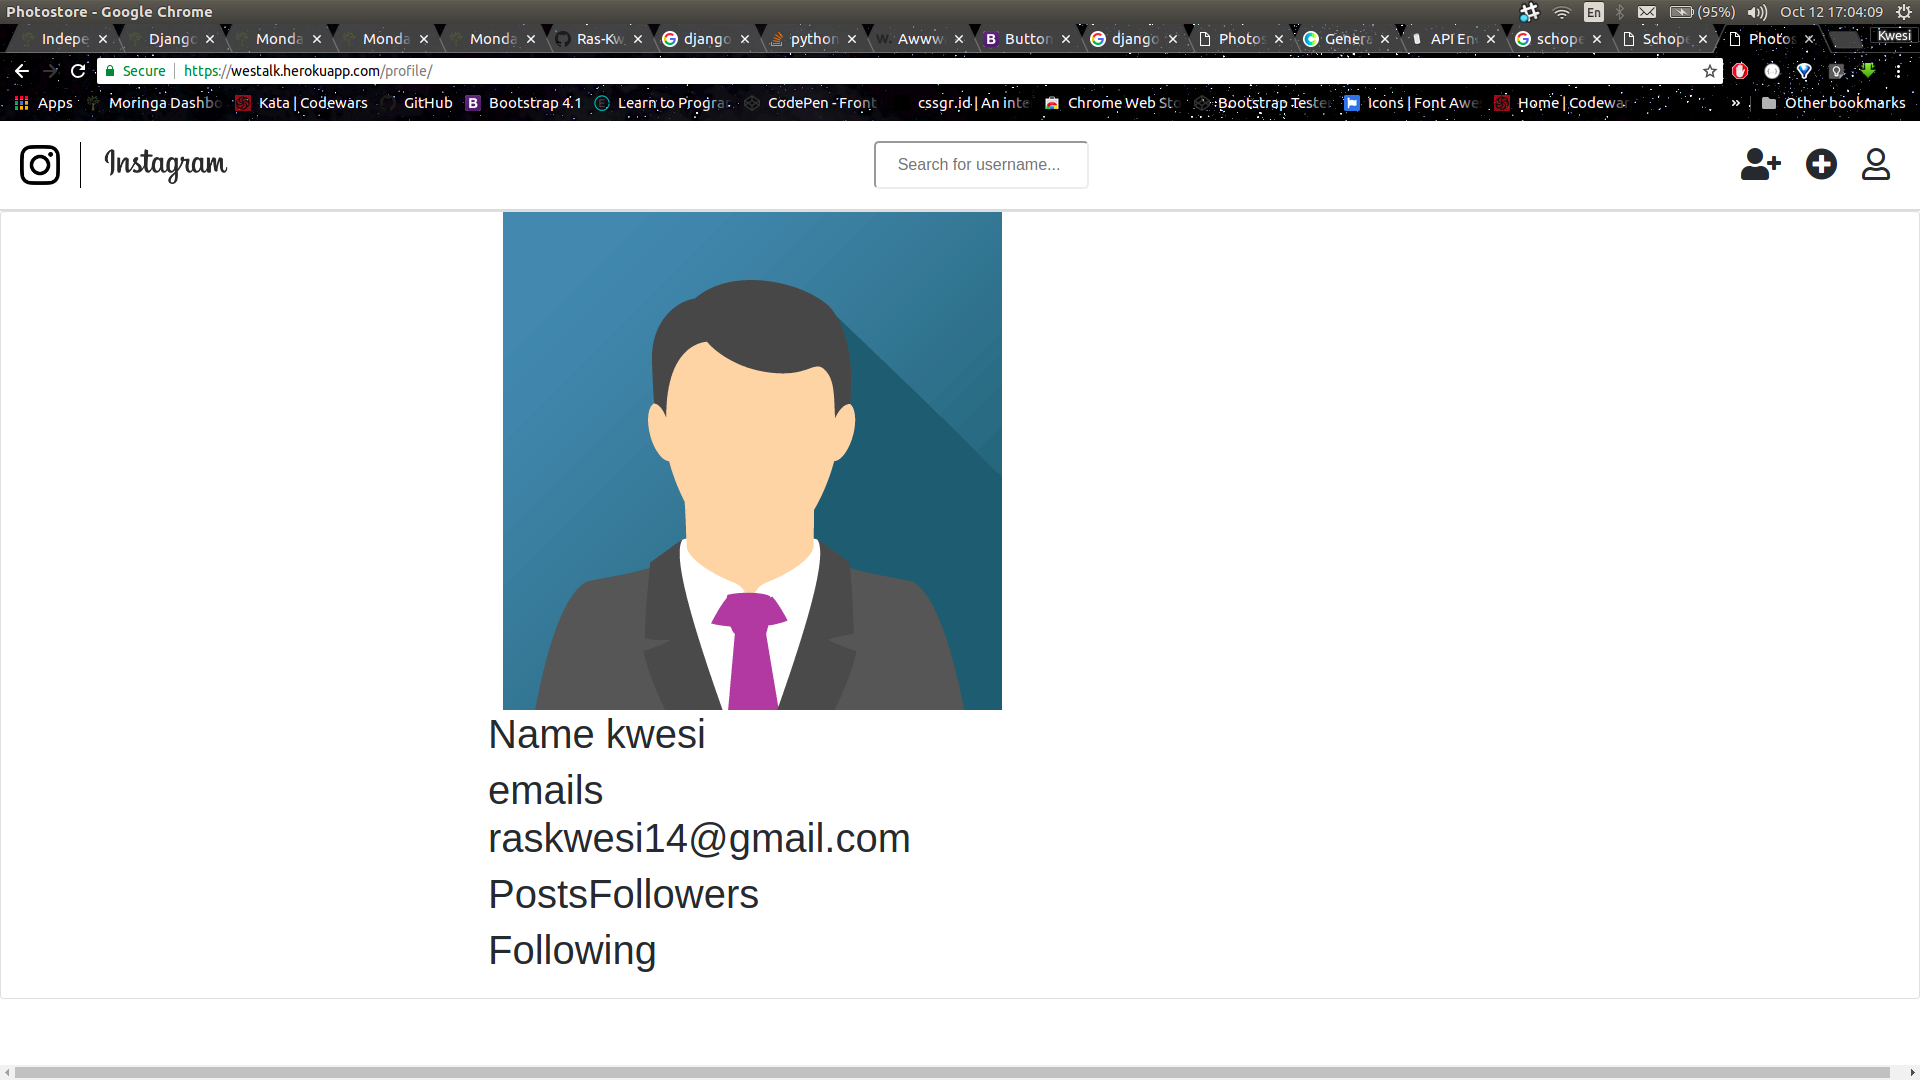 Photostore - Google Chrome
En (95%) Oct 12 17:04:09
Indepe Django Monda Monda Monda Ras-Kw django python Awww Button django Photos Genera API En schope Schope Photos Kwesi
Secure https://westalk.herokuapp.com/profile/
Apps Moringa Dashbo Kata | Codewars GitHub Bootstrap 4.1 Learn to Progra CodePen - Front cssgr.id | An inte Chrome Web Sto Bootstrap Tester Icons | Font Awe Home | Codewar » Other bookmarks
Instagram Search for username...
Name kwesi
emails
raskwesi14@gmail.com
PostsFollowers
Following